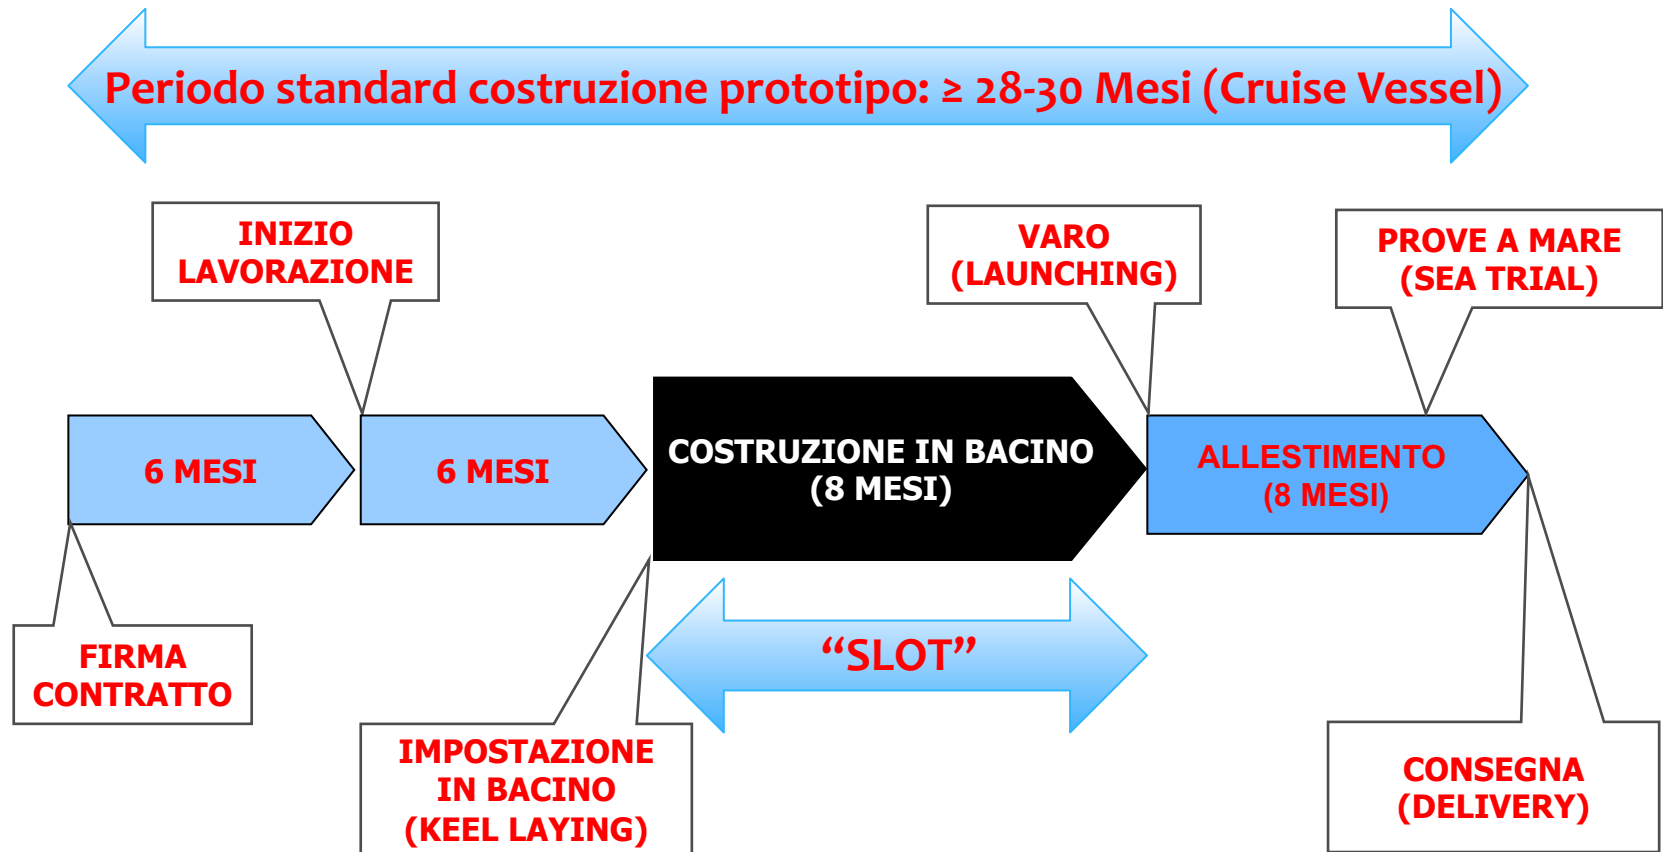 Periodo standard costruzione prototipo: ≥ 28-30 Mesi (Cruise Vessel)
INIZIO
LAVORAZIONE
VARO
(LAUNCHING)
PROVE A MARE
(SEA TRIAL)
6 MESI
6 MESI
COSTRUZIONE IN BACINO
(8 MESI)
ALLESTIMENTO
(8 MESI)
“SLOT”
FIRMA
CONTRATTO
IMPOSTAZIONE
IN BACINO
(KEEL LAYING)
CONSEGNA
(DELIVERY)